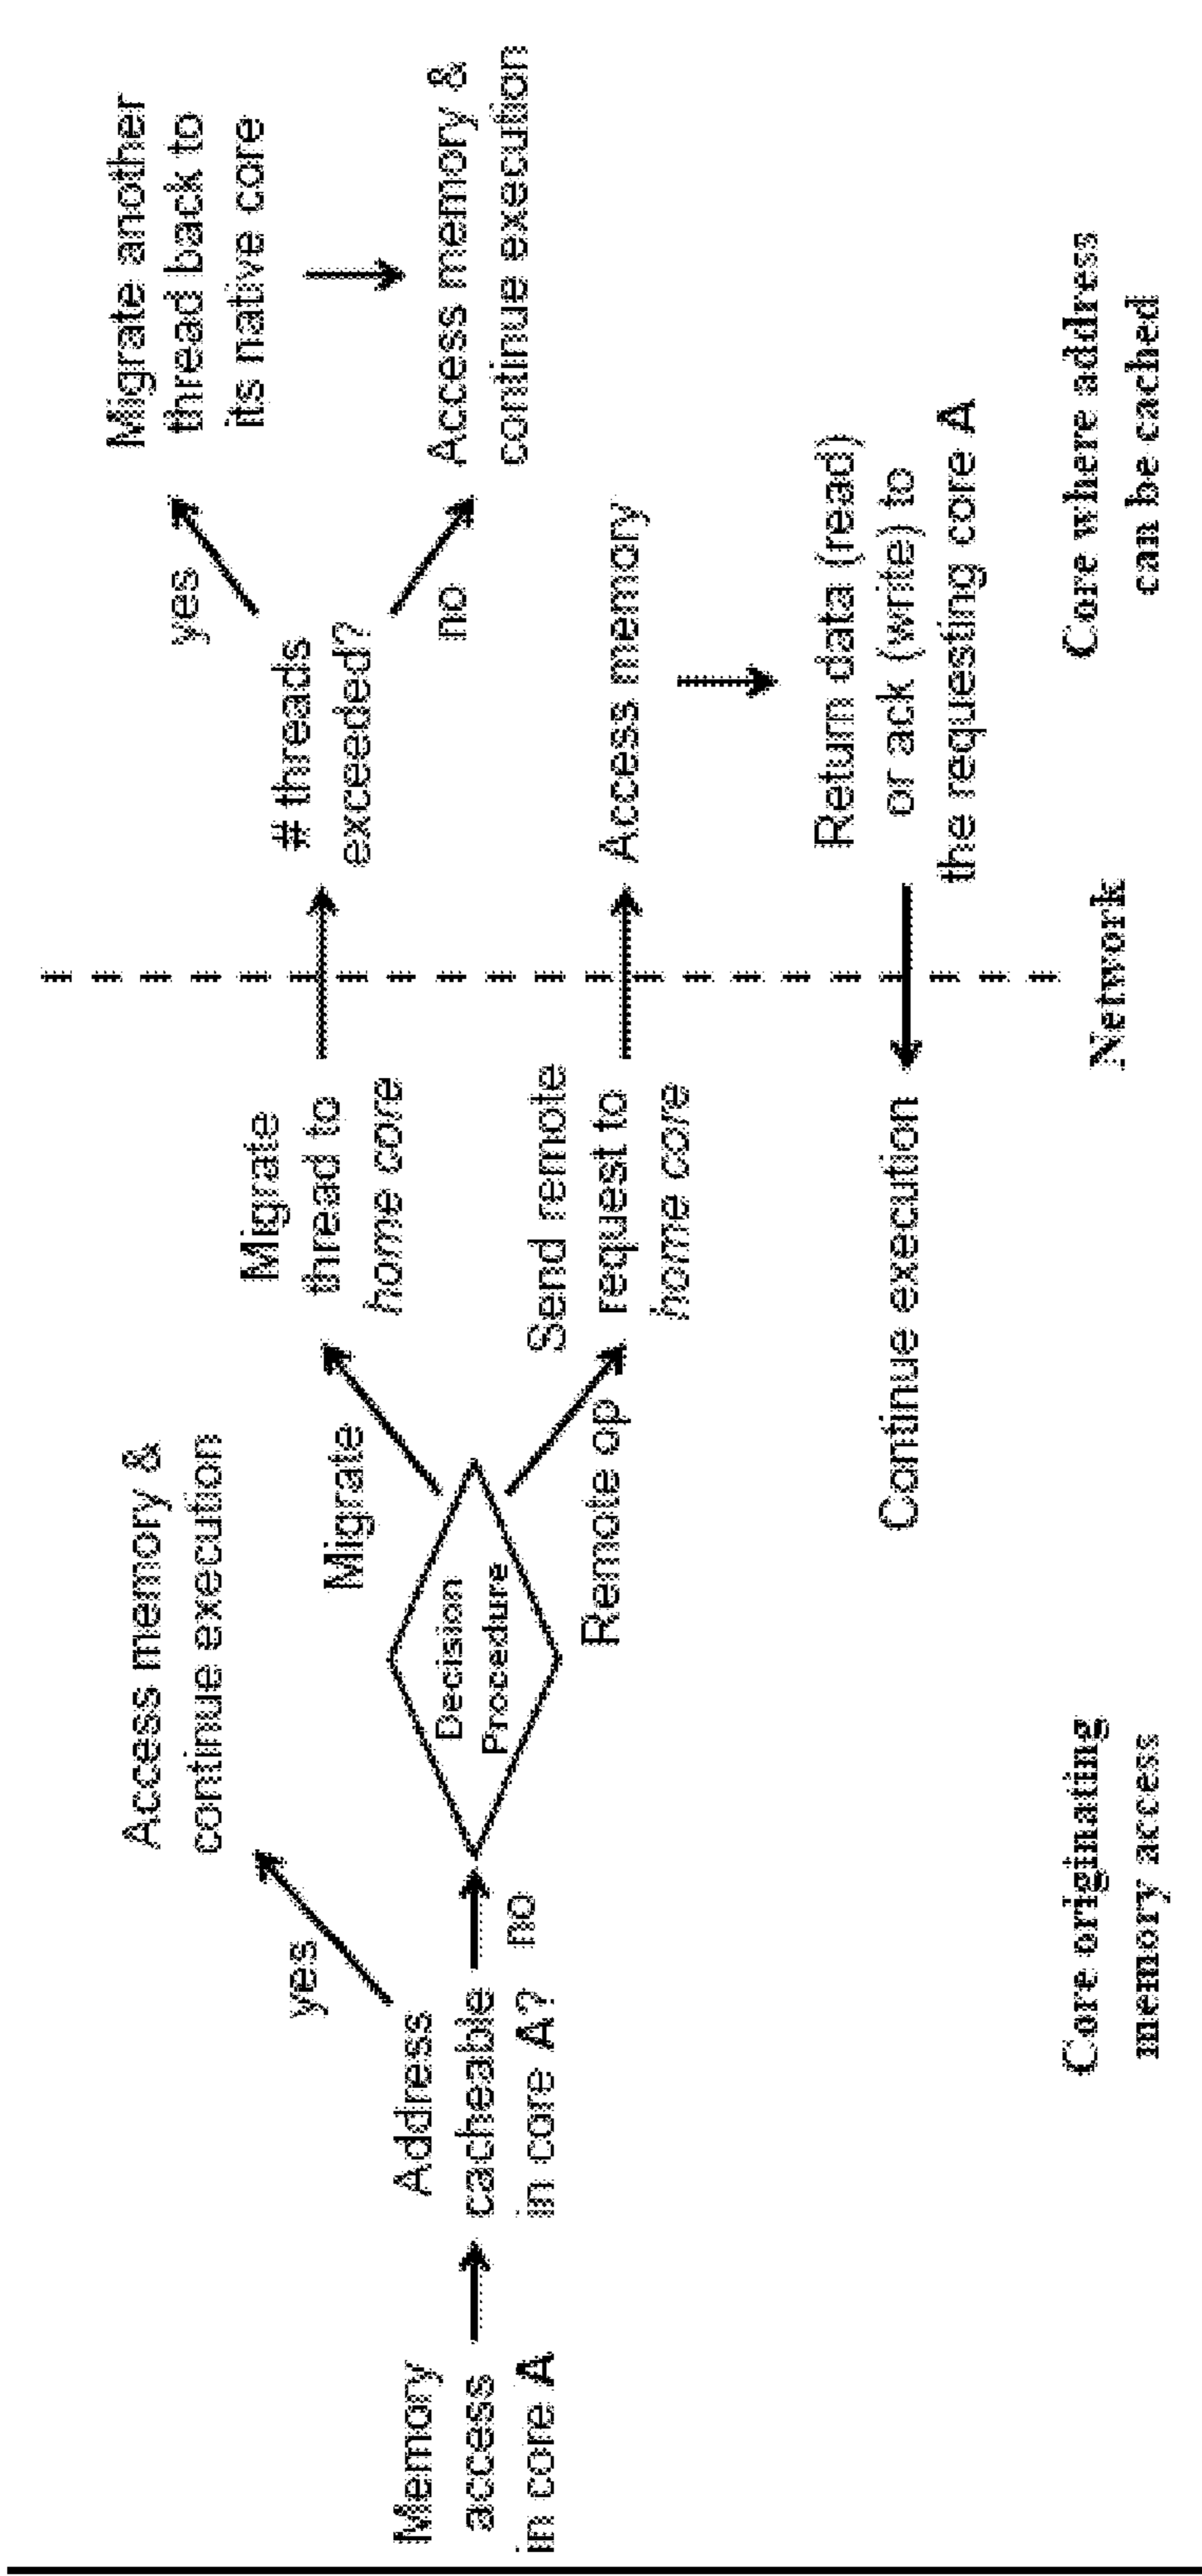 Memory
access
in core A
Address
cacheable
in core A?
yes
no
Access memory &
continue execution
Decision
Procedure
Migrate
Remote op
Migrate
thread to
home core
Send remote
request to
home core
# threads
exceeded?
yes
no
Migrate another
thread back to
its native core
Access memory &
continue execution
Access memory
Return data (read)
or ack (write) to
the requesting core A
Continue execution
Core originating
memory access
Network
Core where address
can be cached